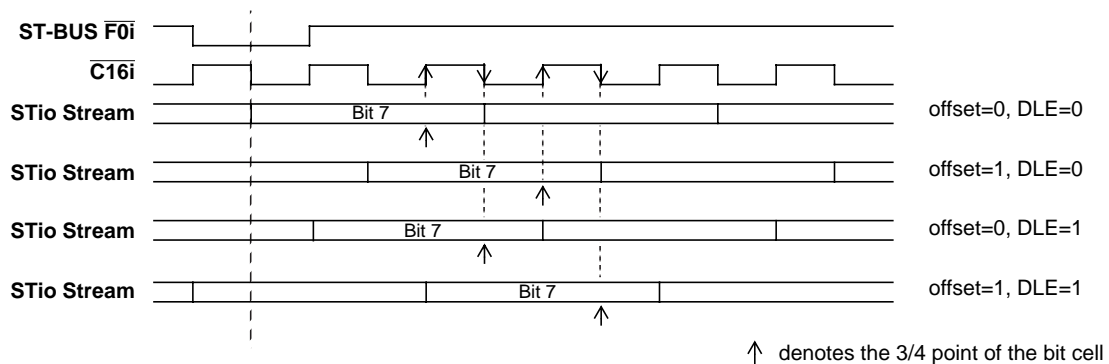 ST-BUS F0i
C16i
STio Stream Bit 7 offset=0, DLE=0
STio Stream Bit 7 offset=1, DLE=0
STio Stream Bit 7 offset=0, DLE=1
STio Stream Bit 7 offset=1, DLE=1
denotes the 3/4 point of the bit cell